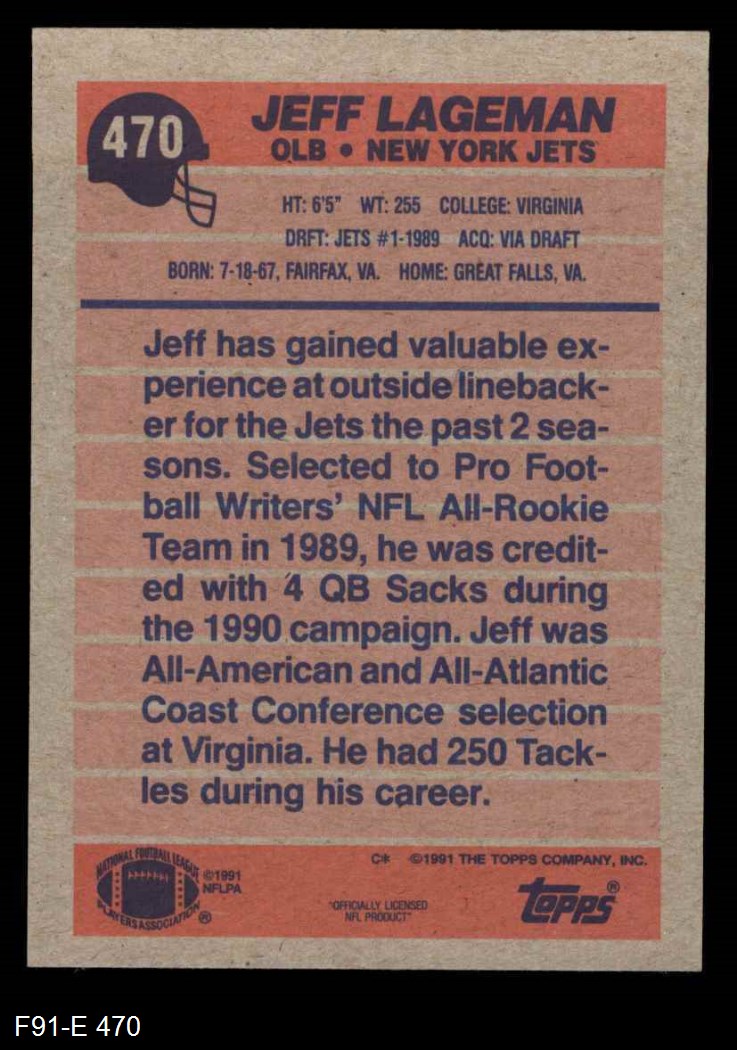 470
JEFF LAGEMAN
OLB • NEW YORK JETS
HT: 6'5" WT: 255 COLLEGE: VIRGINIA
DRFT: JETS #1-1989 ACQ: VIA DRAFT
BORN: 7-18-67, FAIRFAX, VA. HOME: GREAT FALLS, VA.
Jeff has gained valuable ex-
perience at outside lineback-
er for the Jets the past 2 sea-
sons. Selected to Pro Foot-
ball Writers' NFL All-Rookie
Team in 1989, he was credit-
ed with 4 QB Sacks during
the 1990 campaign. Jeff was
All-American and All-Atlantic
Coast Conference selection
at Virginia. He had 250 Tack-
les during his career.
NATIONAL FOOTBALL LEAGUE
PLAYERS ASSOCIATION ®
©1991
NFLPA
C* ©1991 THE TOPPS COMPANY, INC.
"OFFICIALLY LICENSED
NFL PRODUCT"
topps®
F91-E 470